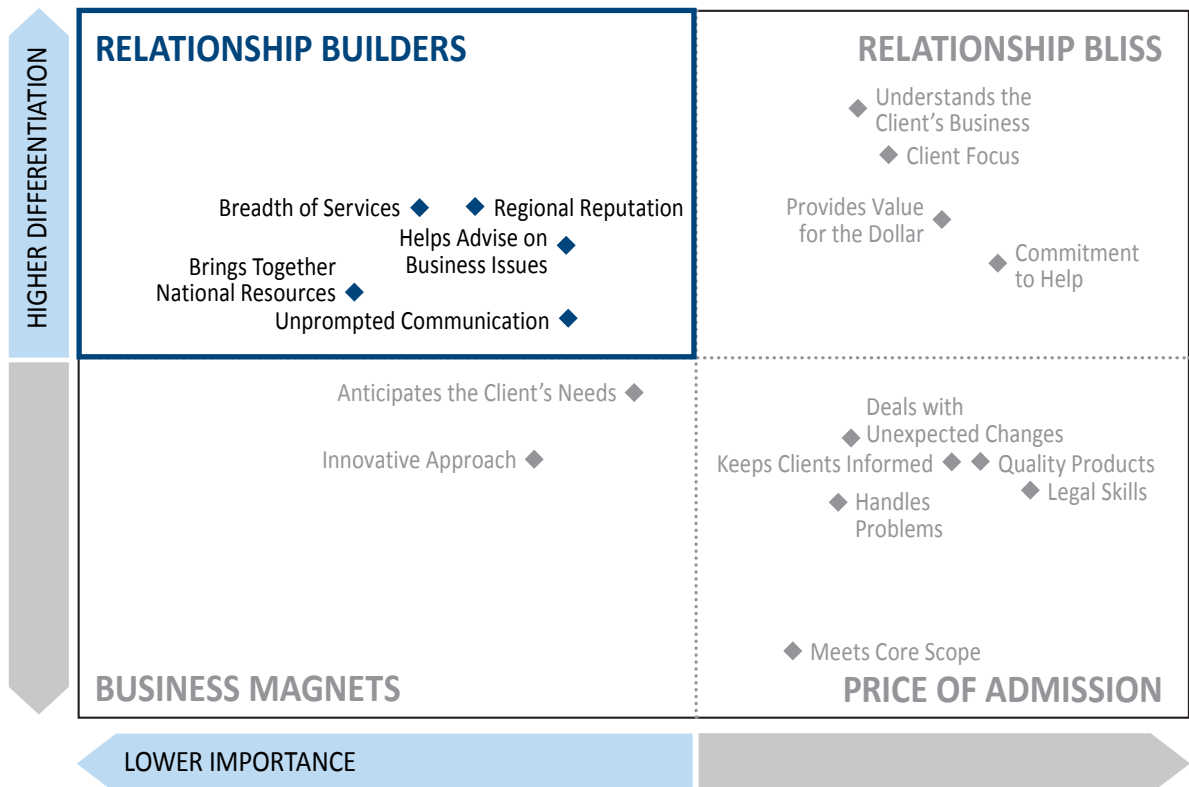 HIGHER DIFFERENTIATION
RELATIONSHIP BUILDERS
Breadth of Services
Regional Reputation
Helps Advise on
Business Issues
Brings Together
National Resources
Unprompted Communication
RELATIONSHIP BLISS
Understands the
Client's Business
Client Focus
Provides Value
for the Dollar
Commitment
to Help
Anticipates the Client's Needs
Innovative Approach
BUSINESS MAGNETS
Deals with
Unexpected Changes
Keeps Clients Informed
Quality Products
Legal Skills
Handles
Problems
Meets Core Scope
PRICE OF ADMISSION
LOWER IMPORTANCE